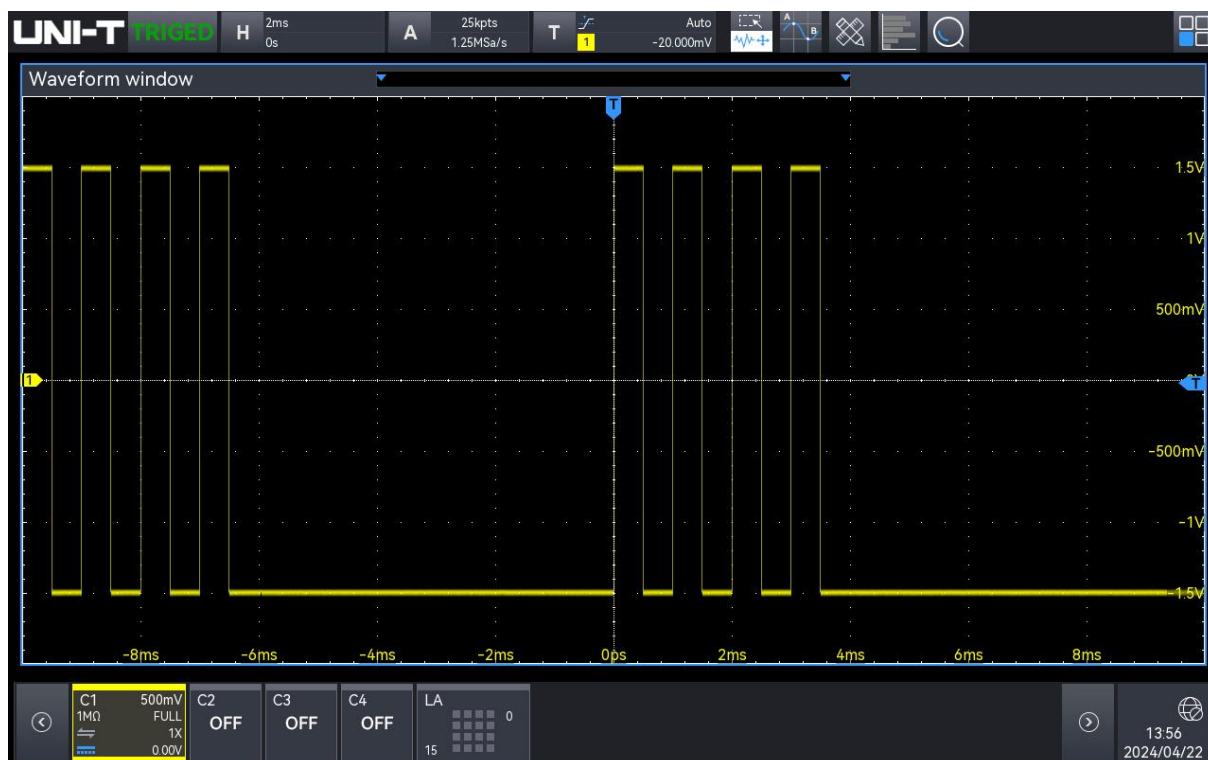 UNI-T TRIGED H 2ms 0s A 25kpts 1.25MSa/s T 1 Auto -20.000mV A B
Waveform window
T
1.5V
1V
500mV
1
T
-500mV
-1V
-1.5V
-8ms -6ms -4ms -2ms 0ps 2ms 4ms 6ms 8ms
C1 500mV C2 C3 C4 LA
1MΩ FULL OFF OFF OFF 0
1X
0.00V 15
13:56
2024/04/22